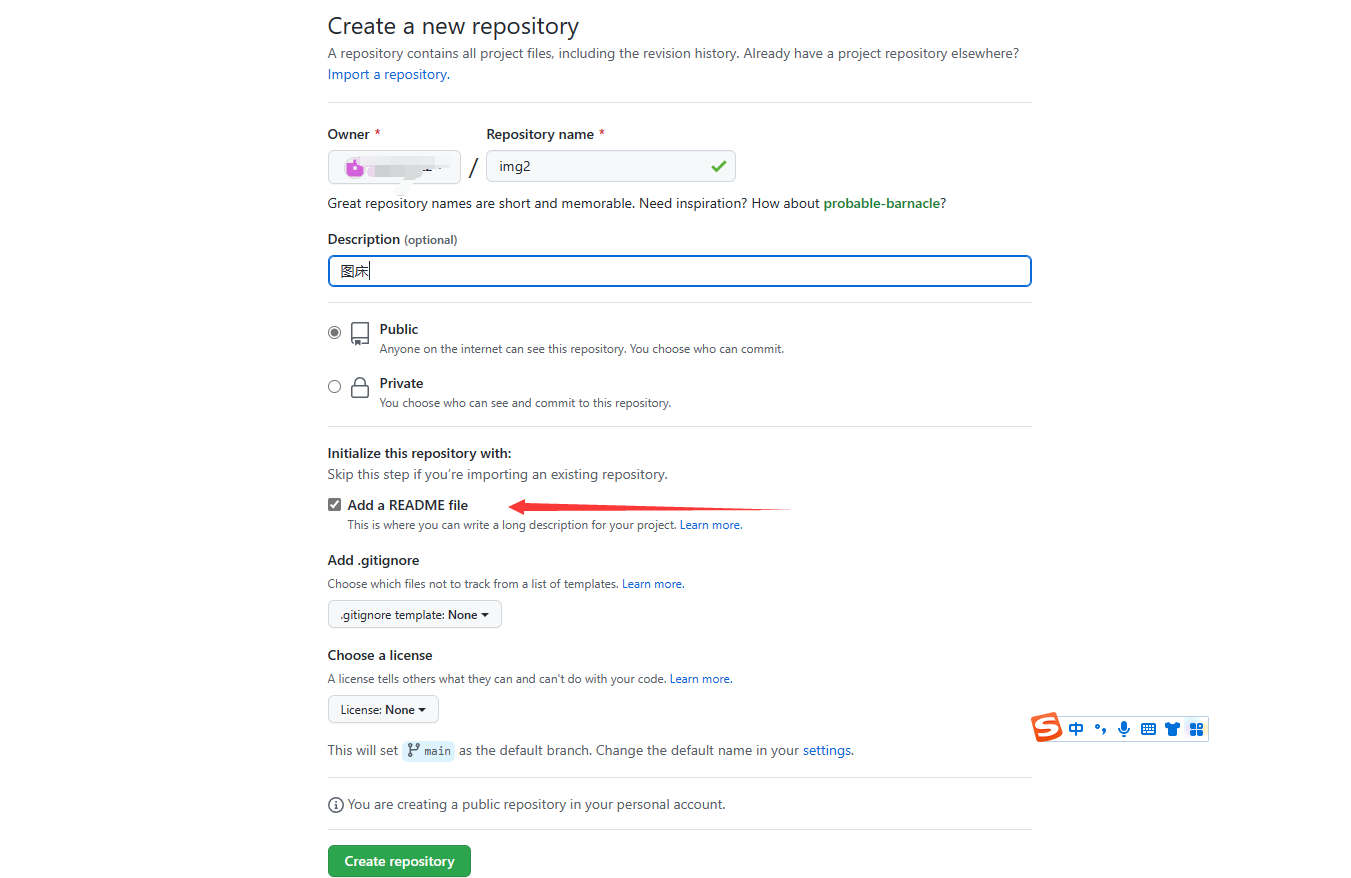 Create a new repository
A repository contains all project files, including the revision history. Already have a project repository elsewhere?
Import a repository.
Owner * Repository name *
/ img2
Great repository names are short and memorable. Need inspiration? How about probable-barnacle?
Description (optional)
图床
Public
Anyone on the internet can see this repository. You choose who can commit.
Private
You choose who can see and commit to this repository.
Initialize this repository with:
Skip this step if you’re importing an existing repository.
Add a README file
This is where you can write a long description for your project. Learn more.
Add .gitignore
Choose which files not to track from a list of templates. Learn more.
.gitignore template: None
Choose a license
A license tells others what they can and can't do with your code. Learn more.
License: None
S 中
This will set main as the default branch. Change the default name in your settings.
You are creating a public repository in your personal account.
Create repository